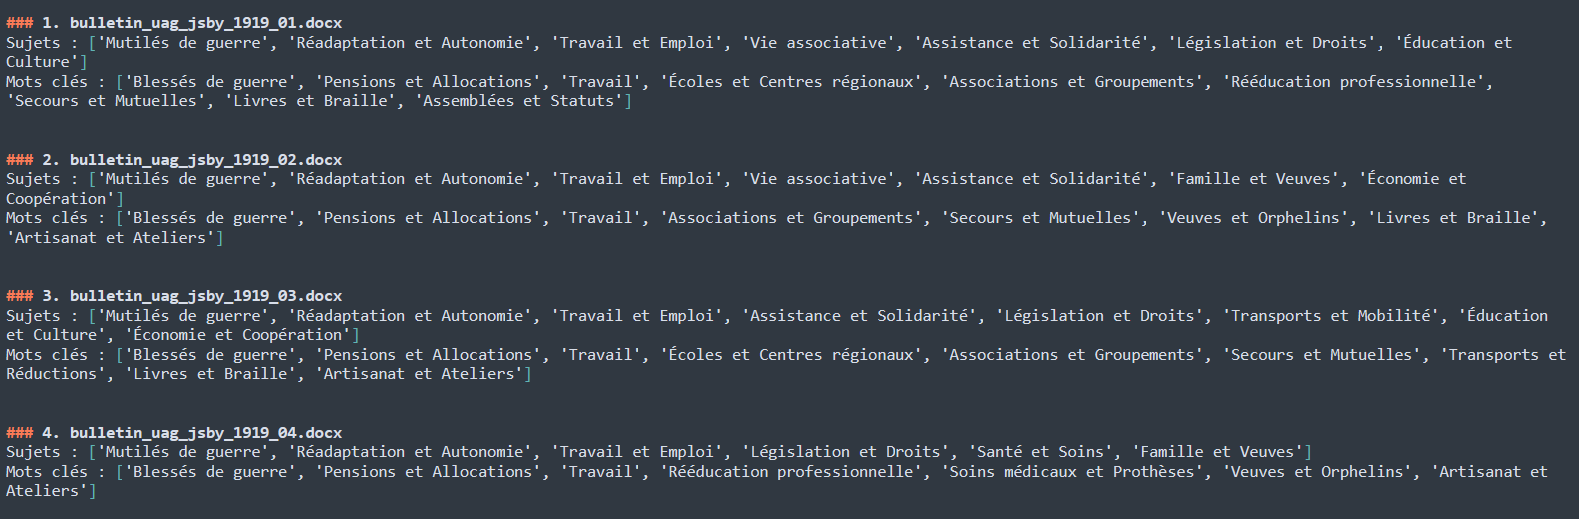 ### 1. bulletin_uag_jsby_1919_01.docx
Sujets : ['Mutilés de guerre', 'Réadaptation et Autonomie', 'Travail et Emploi', 'Vie associative', 'Assistance et Solidarité', 'Législation et Droits', 'Éducation et
Culture']
Mots clés : ['Blessés de guerre', 'Pensions et Allocations', 'Travail', 'Écoles et Centres régionaux', 'Associations et Groupements', 'Rééducation professionnelle',
'Secours et Mutuelles', 'Livres et Braille', 'Assemblées et Statuts']
### 2. bulletin_uag_jsby_1919_02.docx
Sujets : ['Mutilés de guerre', 'Réadaptation et Autonomie', 'Travail et Emploi', 'Vie associative', 'Assistance et Solidarité', 'Famille et Veuves', 'Économie et
Coopération']
Mots clés : ['Blessés de guerre', 'Pensions et Allocations', 'Travail', 'Associations et Groupements', 'Secours et Mutuelles', 'Veuves et Orphelins', 'Livres et Braille',
'Artisanat et Ateliers']
### 3. bulletin_uag_jsby_1919_03.docx
Sujets : ['Mutilés de guerre', 'Réadaptation et Autonomie', 'Travail et Emploi', 'Assistance et Solidarité', 'Législation et Droits', 'Transports et Mobilité', 'Éducation
et Culture', 'Économie et Coopération']
Mots clés : ['Blessés de guerre', 'Pensions et Allocations', 'Travail', 'Écoles et Centres régionaux', 'Associations et Groupements', 'Secours et Mutuelles', 'Transports et
Réductions', 'Livres et Braille', 'Artisanat et Ateliers']
### 4. bulletin_uag_jsby_1919_04.docx
Sujets : ['Mutilés de guerre', 'Réadaptation et Autonomie', 'Travail et Emploi', 'Législation et Droits', 'Santé et Soins', 'Famille et Veuves']
Mots clés : ['Blessés de guerre', 'Pensions et Allocations', 'Travail', 'Rééducation professionnelle', 'Soins médicaux et Prothèses', 'Veuves et Orphelins', 'Artisanat et
Ateliers']